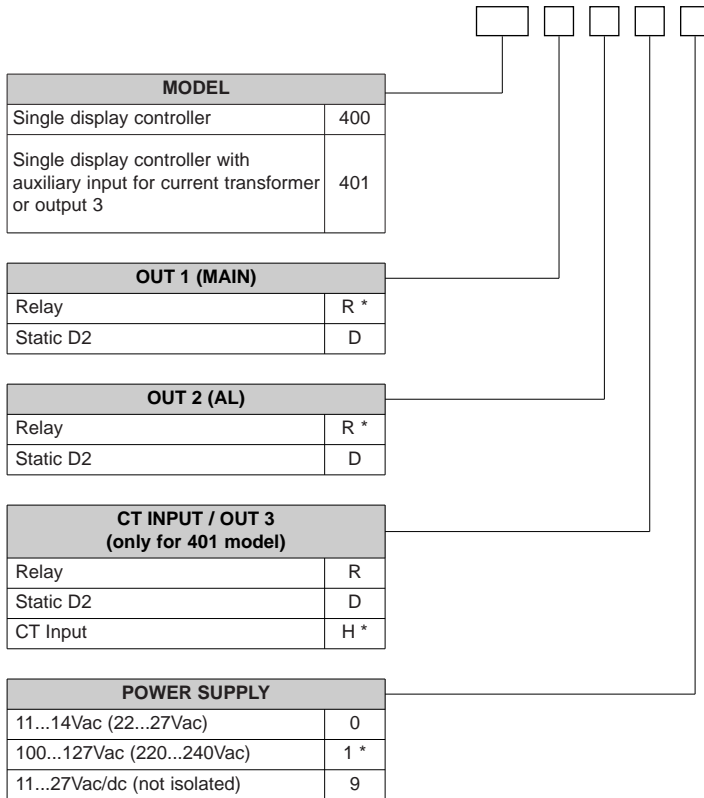 MODEL
Single display controller 400
Single display controller with
auxiliary input for current transformer 401
or output 3
OUT 1 (MAIN)
Relay R *
Static D2 D
OUT 2 (AL)
Relay R *
Static D2 D
CT INPUT / OUT 3
(only for 401 model)
Relay R
Static D2 D
CT Input H *
POWER SUPPLY
11...14Vac (22...27Vac) 0
100...127Vac (220...240Vac) 1 *
11...27Vac/dc (not isolated) 9